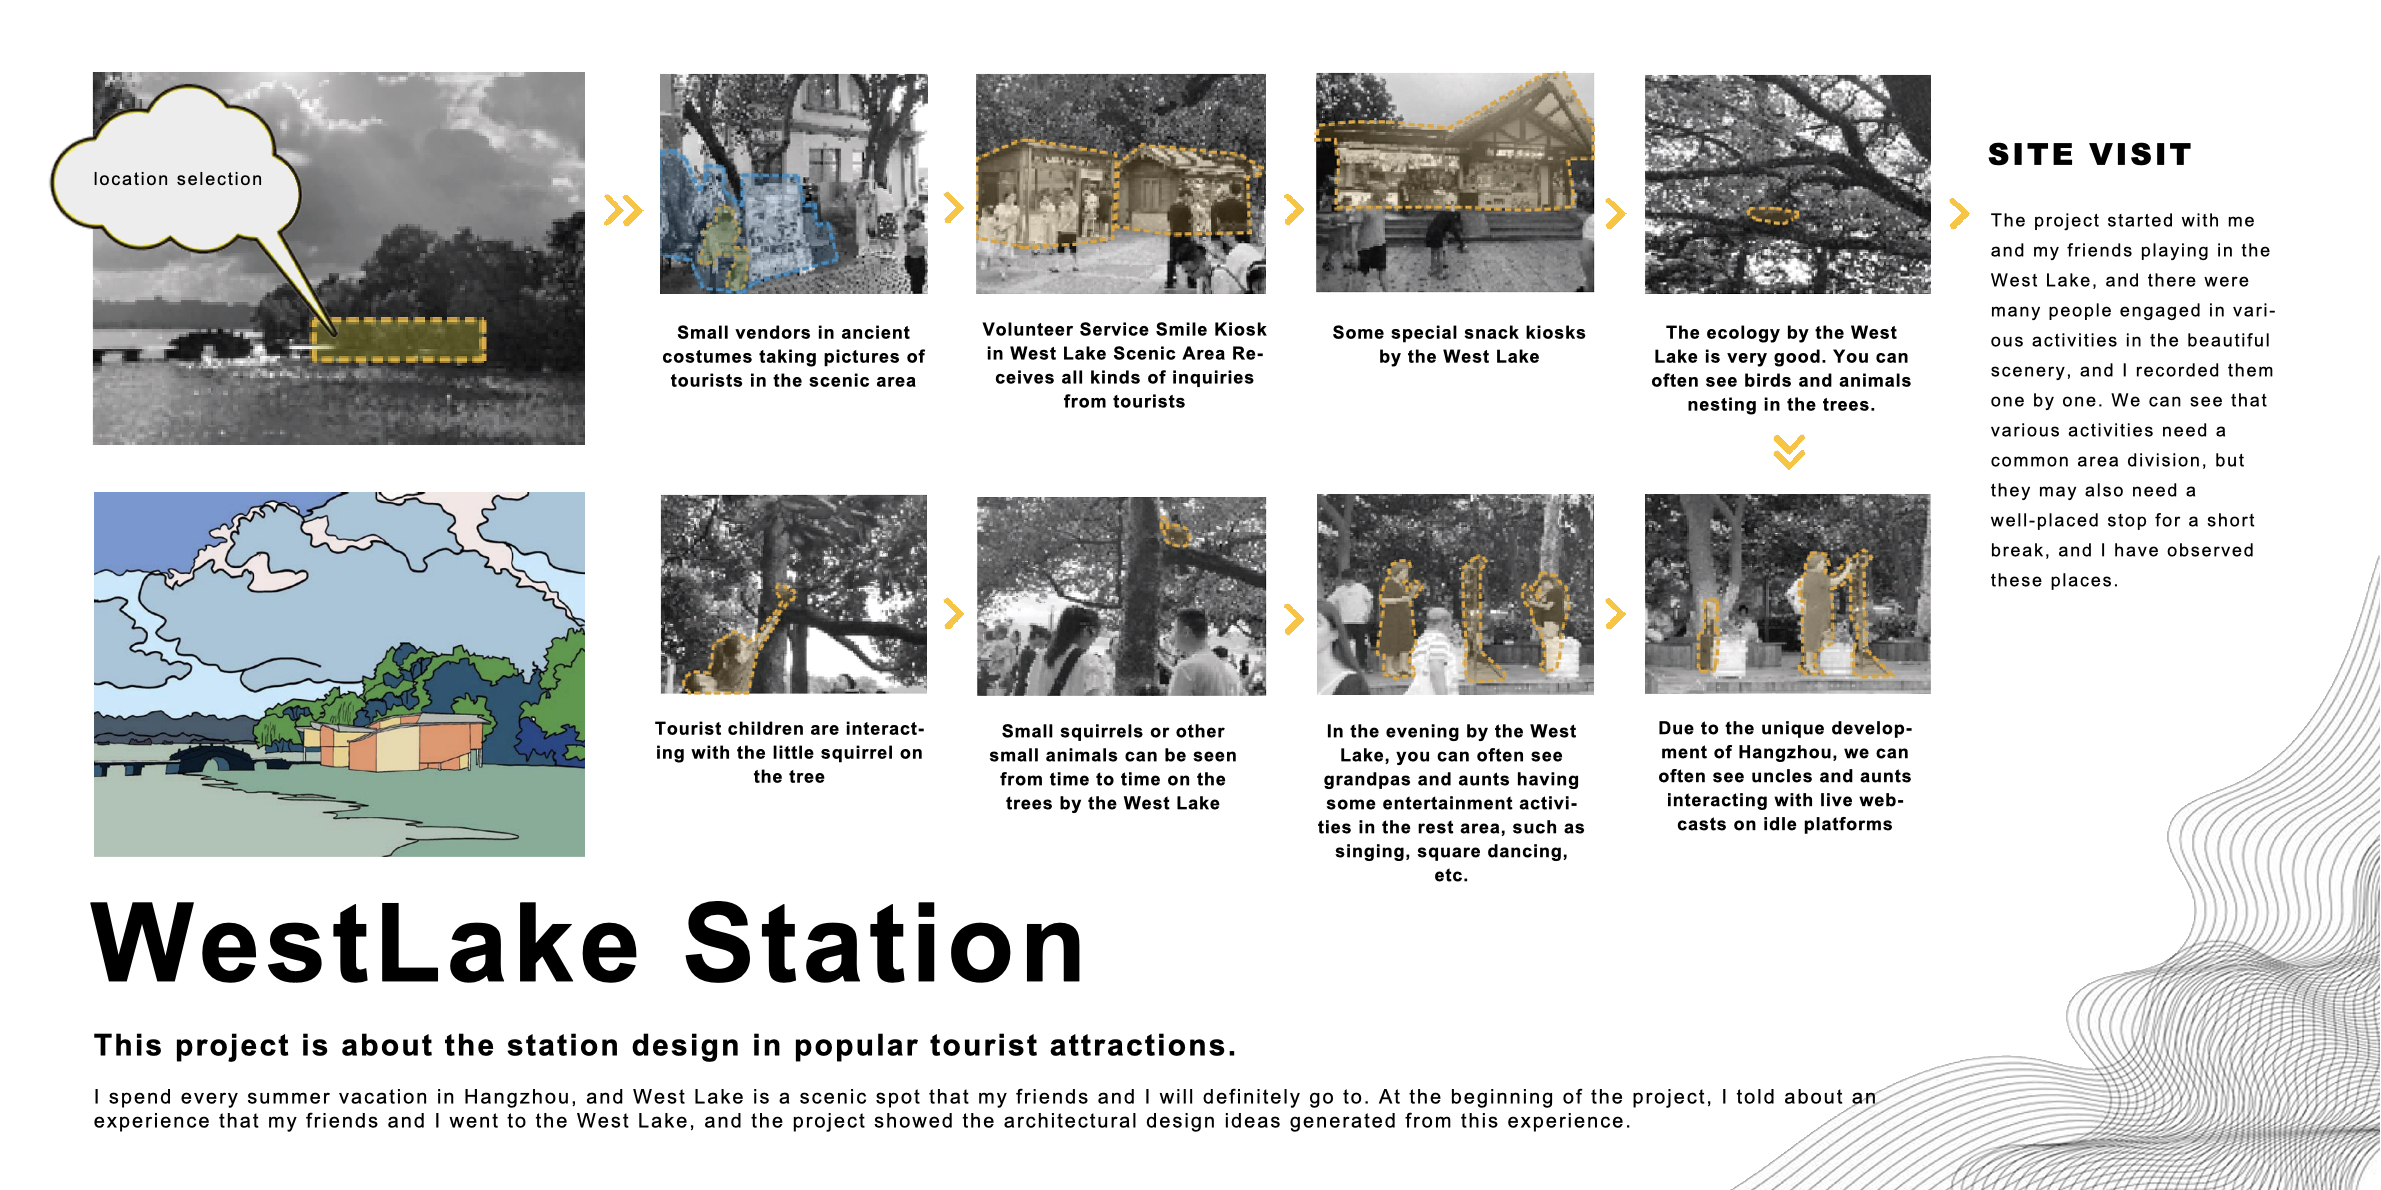 location selection
Small vendors in ancient
costumes taking pictures of
tourists in the scenic area
Volunteer Service Smile Kiosk
in West Lake Scenic Area Re-
ceives all kinds of inquiries
from tourists
Some special snack kiosks
by the West Lake
The ecology by the West
Lake is very good. You can
often see birds and animals
nesting in the trees.
SITE VISIT
The project started with me
and my friends playing in the
West Lake, and there were
many people engaged in vari-
ous activities in the beautiful
scenery, and I recorded them
one by one. We can see that
various activities need a
common area division, but
they may also need a
well-placed stop for a short
break, and I have observed
these places.
Tourist children are interact-
ing with the little squirrel on
the tree
Small squirrels or other
small animals can be seen
from time to time on the
trees by the West Lake
In the evening by the West
Lake, you can often see
grandpas and aunts having
some entertainment activi-
ties in the rest area, such as
singing, square dancing,
etc.
Due to the unique develop-
ment of Hangzhou, we can
often see uncles and aunts
interacting with live web-
casts on idle platforms
WestLake Station
This project is about the station design in popular tourist attractions.
I spend every summer vacation in Hangzhou, and West Lake is a scenic spot that my friends and I will definitely go to. At the beginning of the project, I told about an
experience that my friends and I went to the West Lake, and the project showed the architectural design ideas generated from this experience.